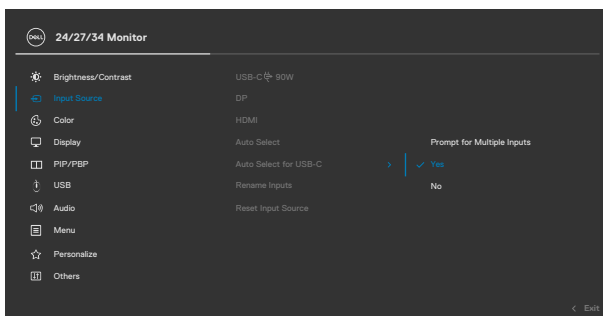 DELL 24/27/34 Monitor
Brightness/Contrast
Input Source
Color
Display
PIP/PBP
USB
Audio
Menu
Personalize
Others
USB-C 90W
DP
HDMI
Auto Select
Auto Select for USB-C
Rename Inputs
Reset Input Source
Prompt for Multiple Inputs
Yes
No
Exit